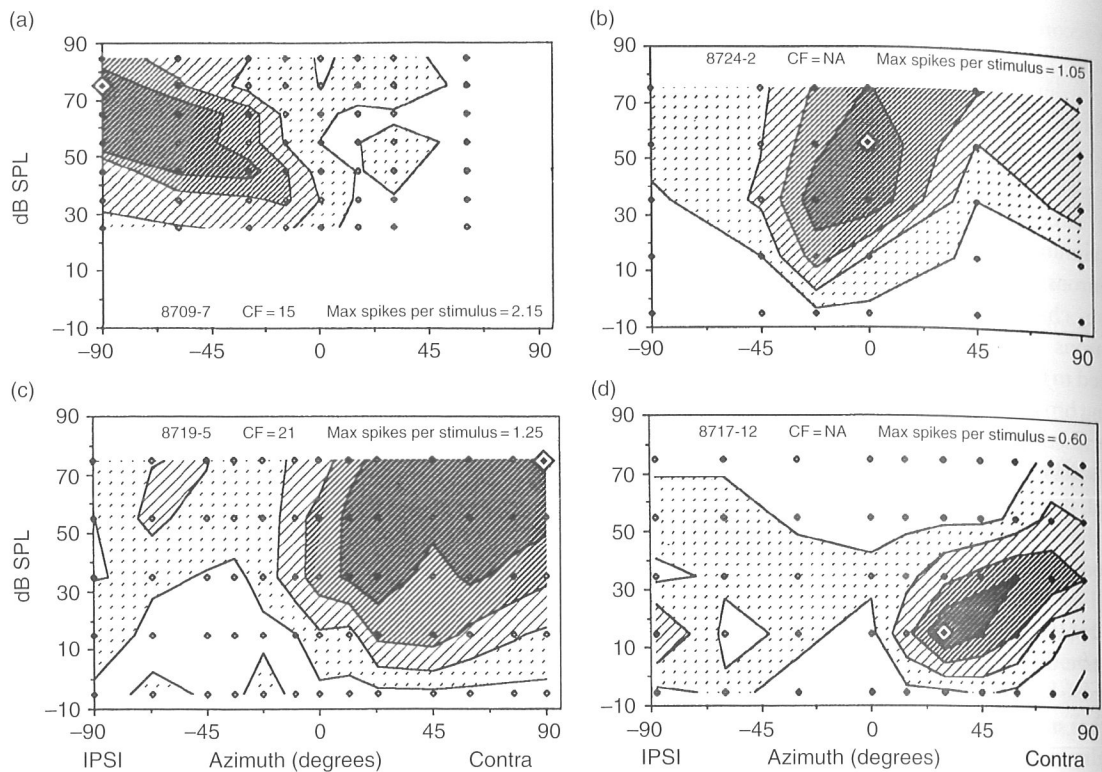 (a)
90
70
50
30
10
−10
dB SPL
8709-7 CF = 15 Max spikes per stimulus = 2.15
−90 −45 0 45 90
(b)
90
70
50
30
10
−10
8724-2 CF = NA Max spikes per stimulus = 1.05
−90 −45 0 45 90
(c)
90
70
50
30
10
−10
dB SPL
8719-5 CF = 21 Max spikes per stimulus = 1.25
−90 −45 0 45 90
IPSI Azimuth (degrees) Contra
(d)
90
70
50
30
10
−10
8717-12 CF = NA Max spikes per stimulus = 0.60
−90 −45 0 45 90
IPSI Azimuth (degrees) Contra